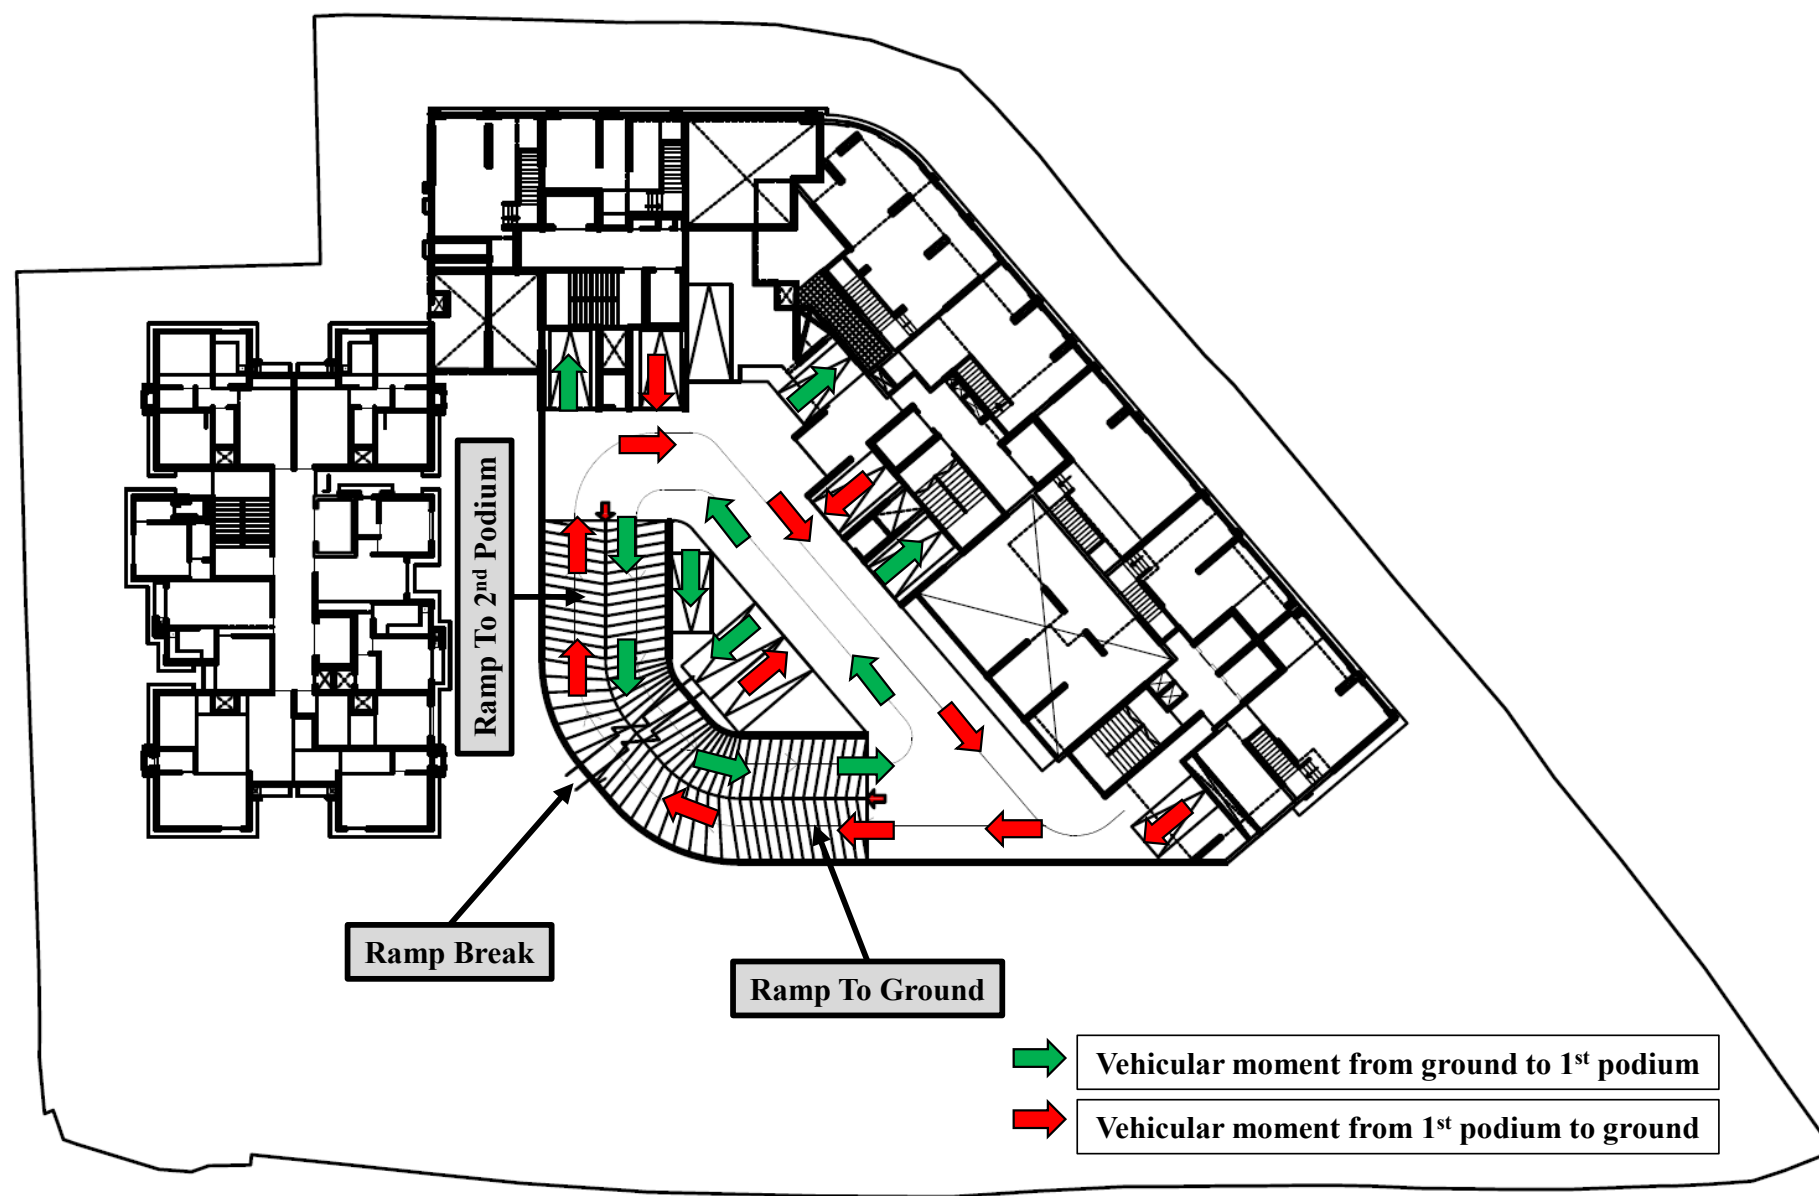 Ramp To 2nd Podium
Ramp Break
Ramp To Ground
Vehicular moment from ground to 1st podium
Vehicular moment from 1st podium to ground